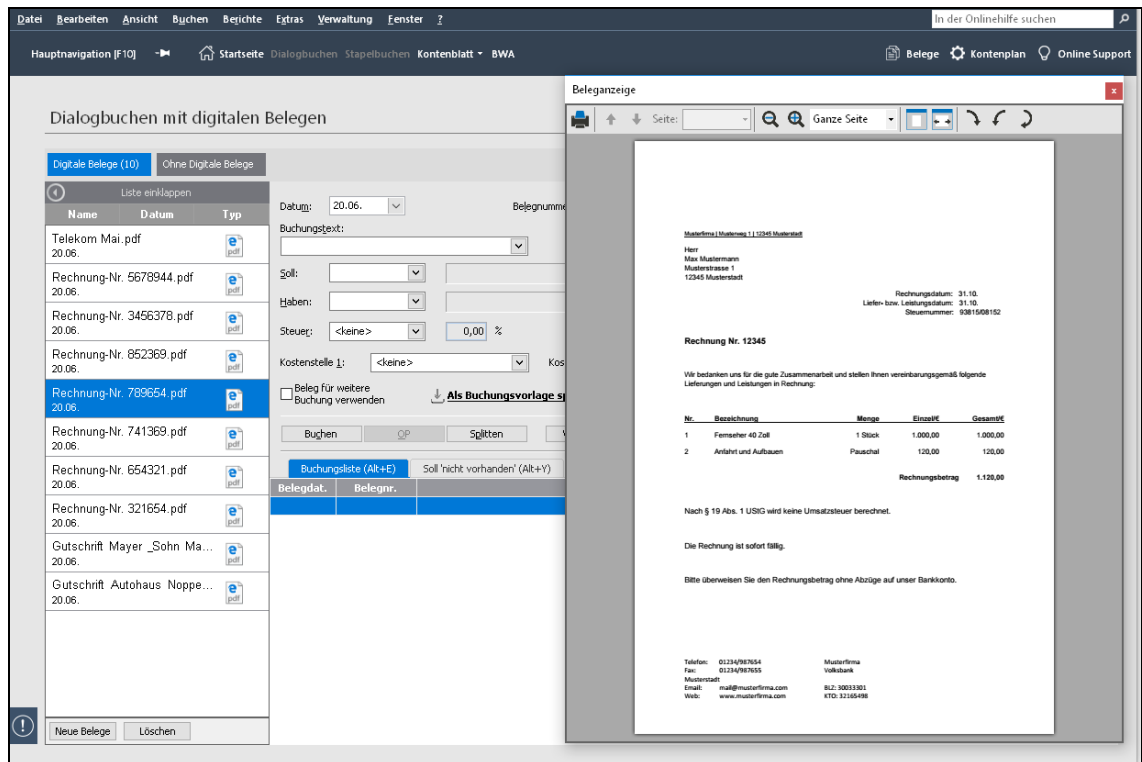 Datei Bearbeiten Ansicht Buchen Berichte Extras Verwaltung Fenster ? In der Onlinehilfe suchen
Hauptnavigation [F10] Startseite Dialogbuchen Stapelbuchen Kontenblatt BWA Belege Kontenplan Online Support
Dialogbuchen mit digitalen Belegen
Digitale Belege (10) Ohne Digitale Belege
Liste einklappen
Name Datum Typ
Telekom Mai.pdf
20.06.
Rechnung-Nr. 5678944.pdf
20.06.
Rechnung-Nr. 3456378.pdf
20.06.
Rechnung-Nr. 852369.pdf
20.06.
Rechnung-Nr. 789654.pdf
20.06.
Rechnung-Nr. 741369.pdf
20.06.
Rechnung-Nr. 654321.pdf
20.06.
Rechnung-Nr. 321654.pdf
20.06.
Gutschrift Mayer _Sohn Ma...
20.06.
Gutschrift Autohaus Noppe...
20.06.
pdf
pdf
pdf
pdf
pdf
pdf
pdf
pdf
pdf
pdf
Neue Belege Löschen
Datum: 20.06. Belegnumme
Buchungstext:
Soll:
Haben:
Steuer: <keine> 0,00 %
Kostenstelle 1: <keine> Kos
Beleg für weitere
Buchung verwenden Als Buchungsvorlage sp
Buchen OP Splitten
Buchungsliste (Alt+E) Soll 'nicht vorhanden' (Alt+Y)
Belegdat. Belegnr.
Beleganzeige x
Seite: Ganze Seite
Musterfirma | Musterweg 1 | 12345 Musterstadt
Herr
Max Mustermann
Musterstrasse 1
12345 Musterstadt
Rechnungsdatum: 31.10.
Liefer- bzw. Leistungsdatum: 31.10.
Steuernummer: 93815/08152
Rechnung Nr. 12345
Wir bedanken uns für die gute Zusammenarbeit und stellen Ihnen vereinbarungsgemäß folgende
Lieferungen und Leistungen in Rechnung:
Nr. Bezeichnung Menge Einzel/€ Gesamt/€
1 Fernseher 40 Zoll 1 Stück 1.000,00 1.000,00
2 Anfahrt und Aufbauen Pauschal 120,00 120,00
Rechnungsbetrag 1.120,00
Nach § 19 Abs. 1 UStG wird keine Umsatzsteuer berechnet.
Die Rechnung ist sofort fällig.
Bitte überweisen Sie den Rechnungsbetrag ohne Abzüge auf unser Bankkonto.
Telefon: 01234/987654 Musterfirma
Fax: 01234/987655 Volksbank
Musterstadt
Email: mail@musterfirma.com BLZ: 30033301
Web: www.musterfirma.com KTO: 32165498